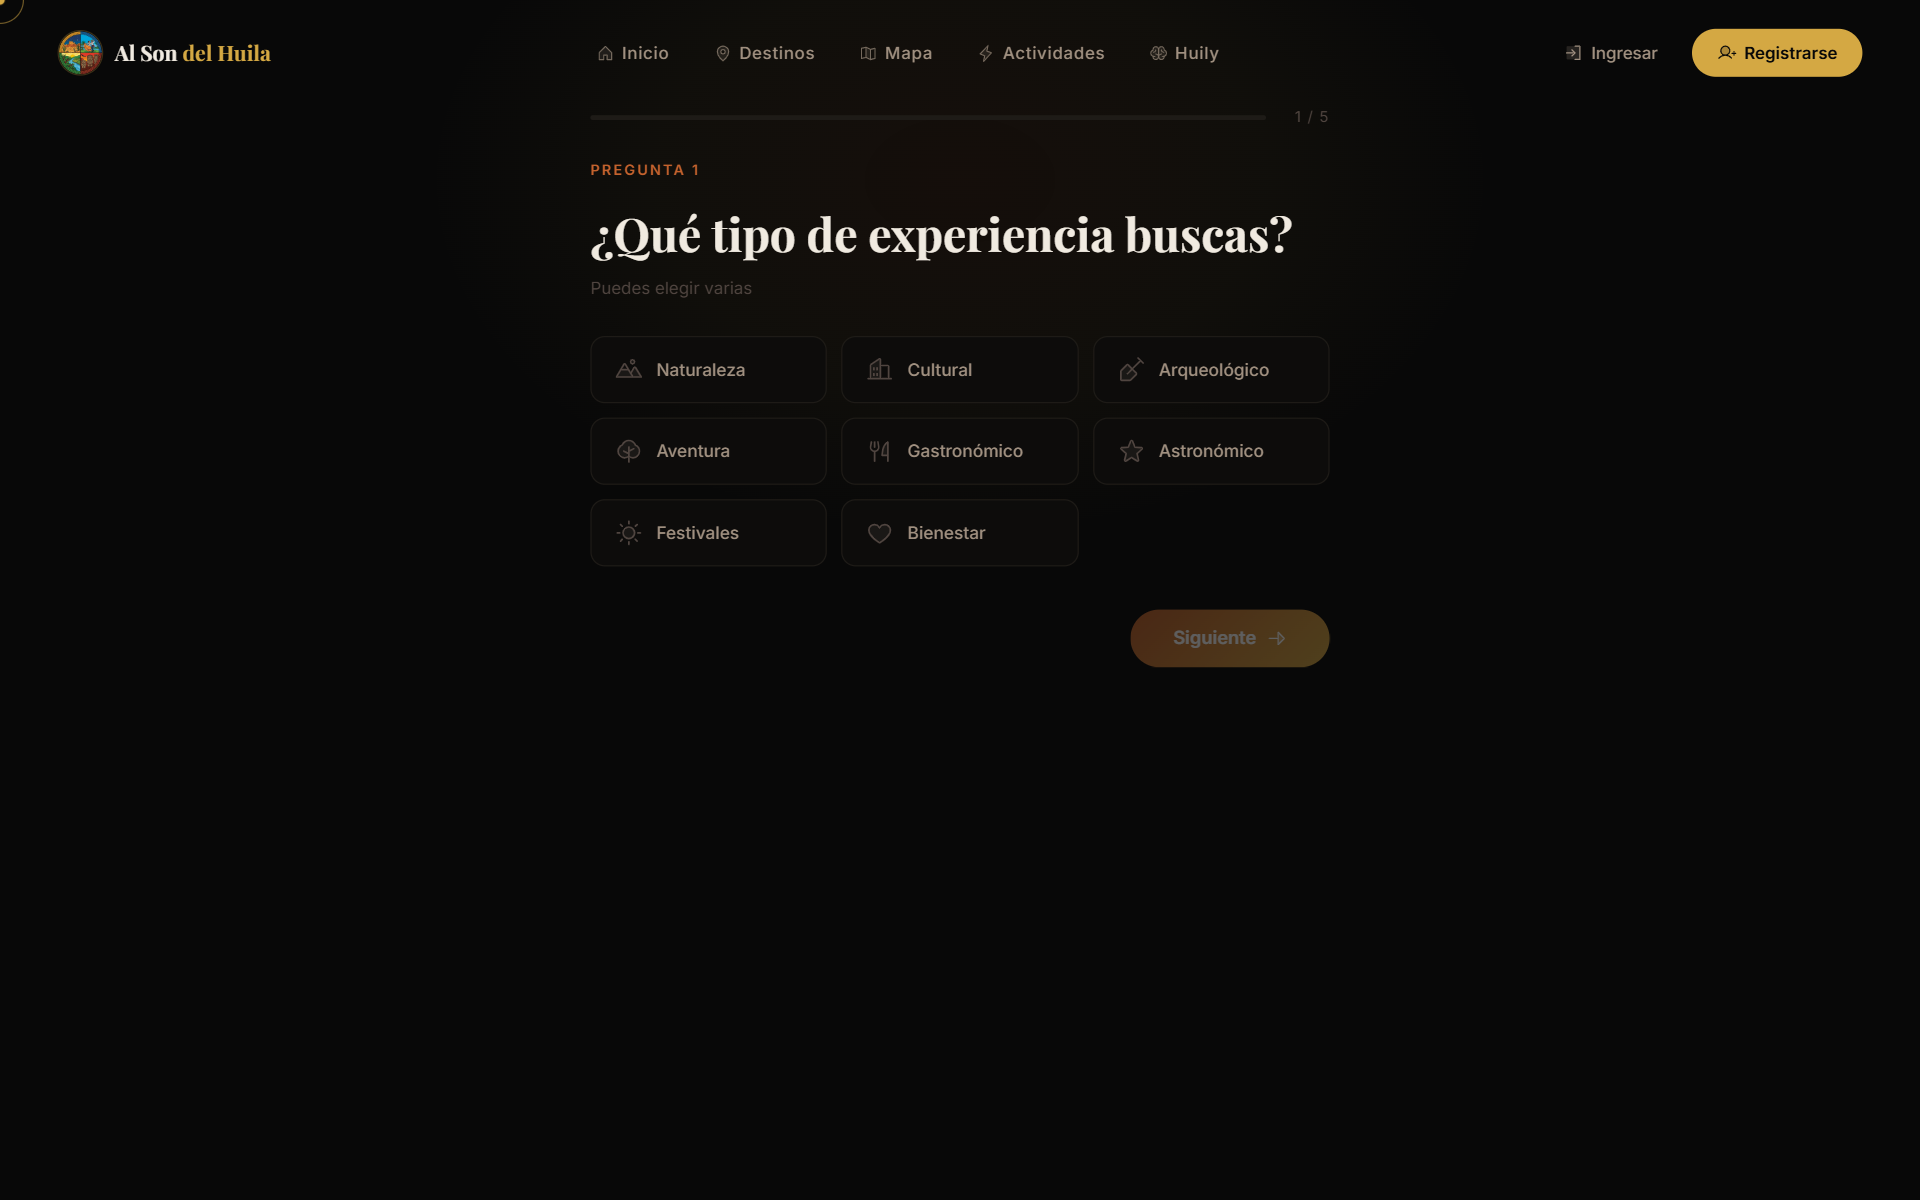 Al Son del Huila
Inicio
Destinos
Mapa
Actividades
Huily
Ingresar
Registrarse
1 / 5
PREGUNTA 1
¿Qué tipo de experiencia buscas?
Puedes elegir varias
Naturaleza
Cultural
Arqueológico
Aventura
Gastronómico
Astronómico
Festivales
Bienestar
Siguiente